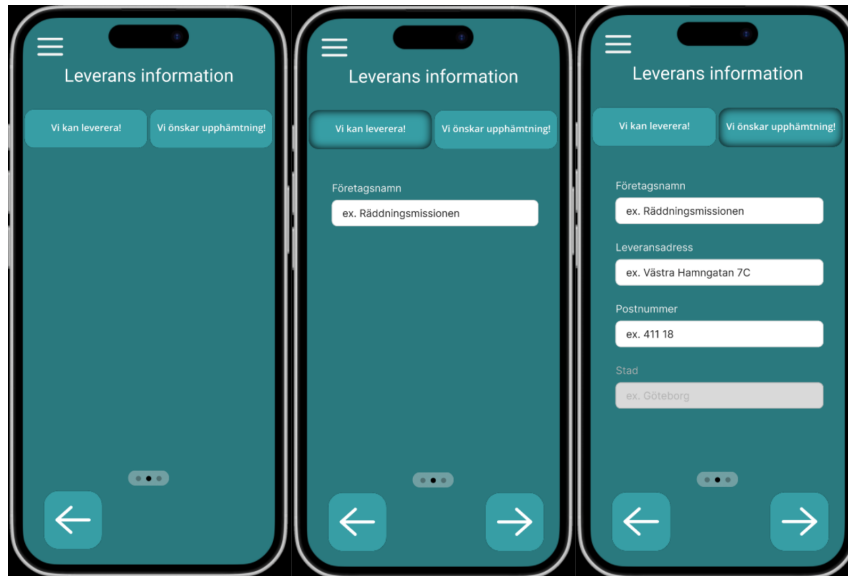 Leverans information
Vi kan leverera!
Vi önskar upphämtning!
Leverans information
Vi kan leverera!
Vi önskar upphämtning!
Företagsnamn
ex. Räddningsmissionen
Leverans information
Vi kan leverera!
Vi önskar upphämtning!
Företagsnamn
ex. Räddningsmissionen
Leveransadress
ex. Västra Hamngatan 7C
Postnummer
ex. 411 18
Stad
ex. Göteborg